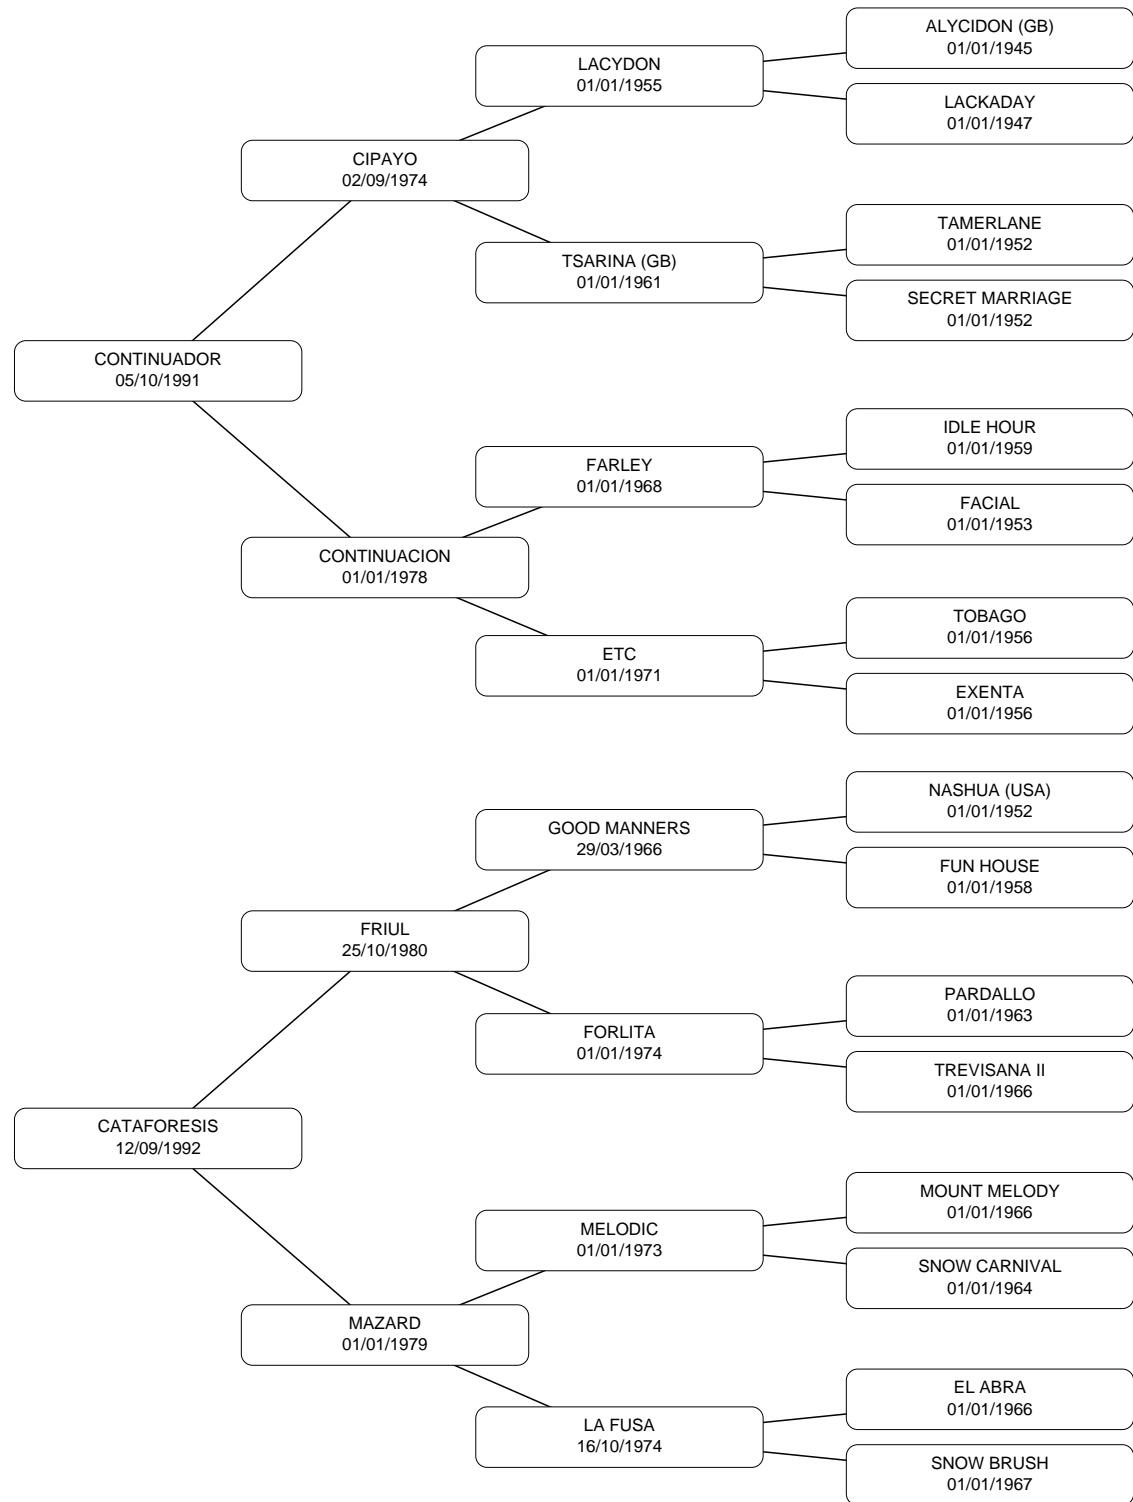 ALYCIDON (GB)
01/01/1945
LACYDON
01/01/1955
LACKADAY
01/01/1947
CIPAYO
02/09/1974
TAMERLANE
01/01/1952
TSARINA (GB)
01/01/1961
SECRET MARRIAGE
01/01/1952
CONTINUADOR
05/10/1991
IDLE HOUR
01/01/1959
FARLEY
01/01/1968
FACIAL
01/01/1953
CONTINUACION
01/01/1978
TOBAGO
01/01/1956
ETC
01/01/1971
EXENTA
01/01/1956
NASHUA (USA)
01/01/1952
GOOD MANNERS
29/03/1966
FUN HOUSE
01/01/1958
FRIUL
25/10/1980
PARDALLO
01/01/1963
FORLITA
01/01/1974
TREVISANA II
01/01/1966
CATAFORESIS
12/09/1992
MOUNT MELODY
01/01/1966
MELODIC
01/01/1973
SNOW CARNIVAL
01/01/1964
MAZARD
01/01/1979
EL ABRA
01/01/1966
LA FUSA
16/10/1974
SNOW BRUSH
01/01/1967